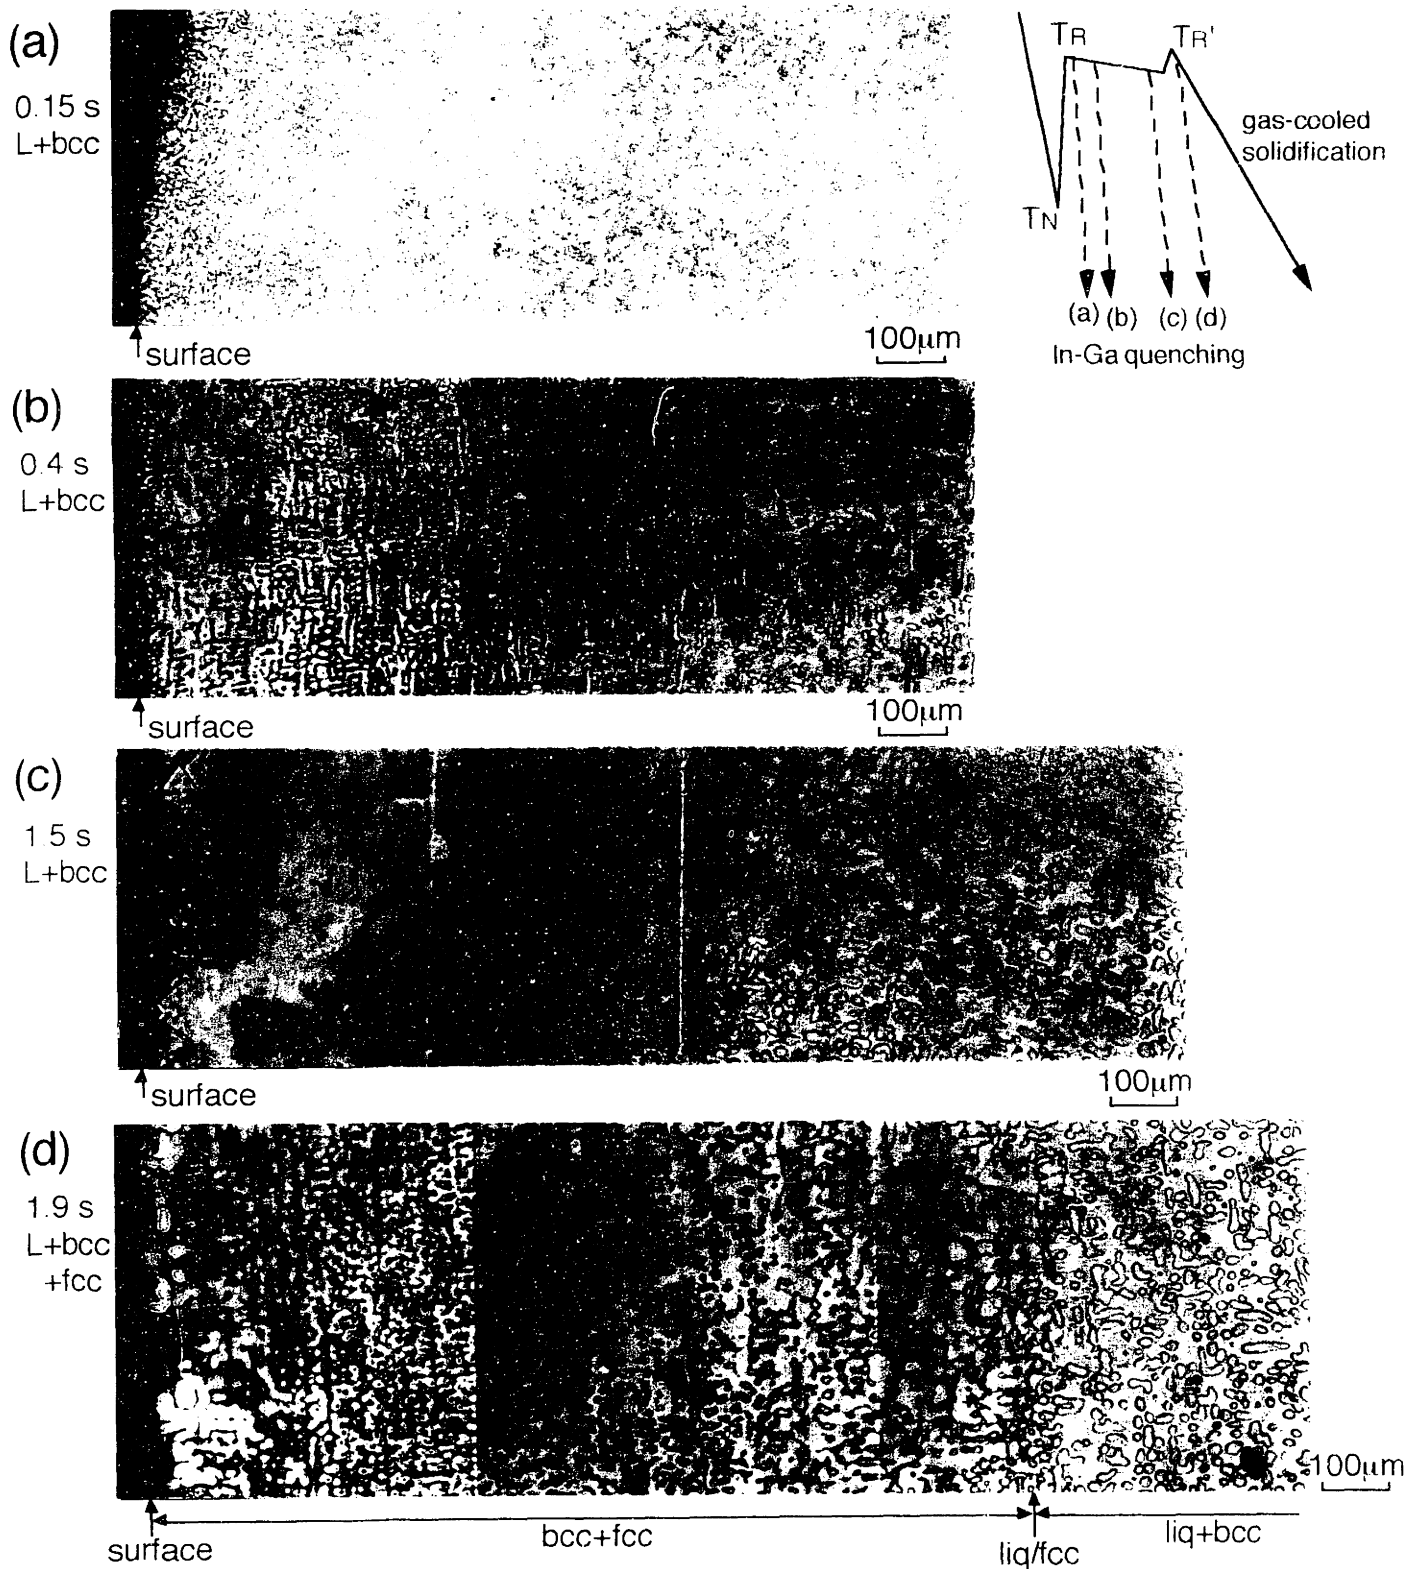 (a)
0.15 s
L+bcc
surface
100μm
TR
TR'
TN
gas-cooled
solidification
(a) (b) (c) (d)
In-Ga quenching
(b)
0.4 s
L+bcc
surface
100μm
(c)
1.5 s
L+bcc
surface
100μm
(d)
1.9 s
L+bcc
+fcc
100μm
surface
bcc+fcc
liq/fcc
liq+bcc